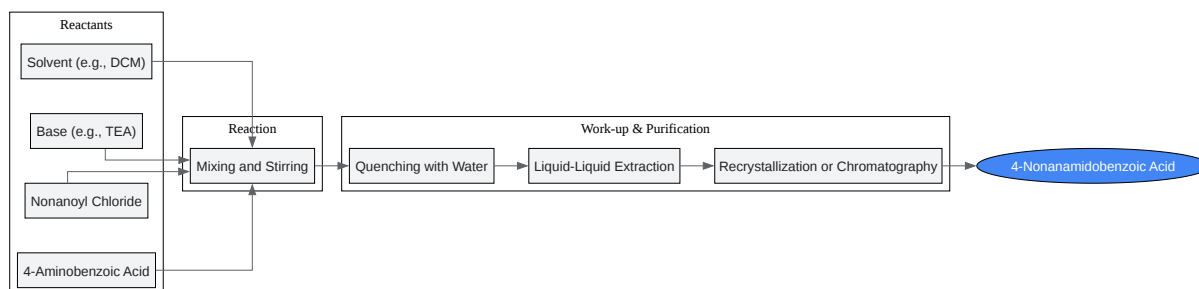 Reactants
Solvent (e.g., DCM)
Base (e.g., TEA)
Nonanoyl Chloride
4-Aminobenzoic Acid
Reaction
Mixing and Stirring
Work-up & Purification
Quenching with Water
Liquid-Liquid Extraction
Recrystallization or Chromatography
4-Nonanamidobenzoic Acid